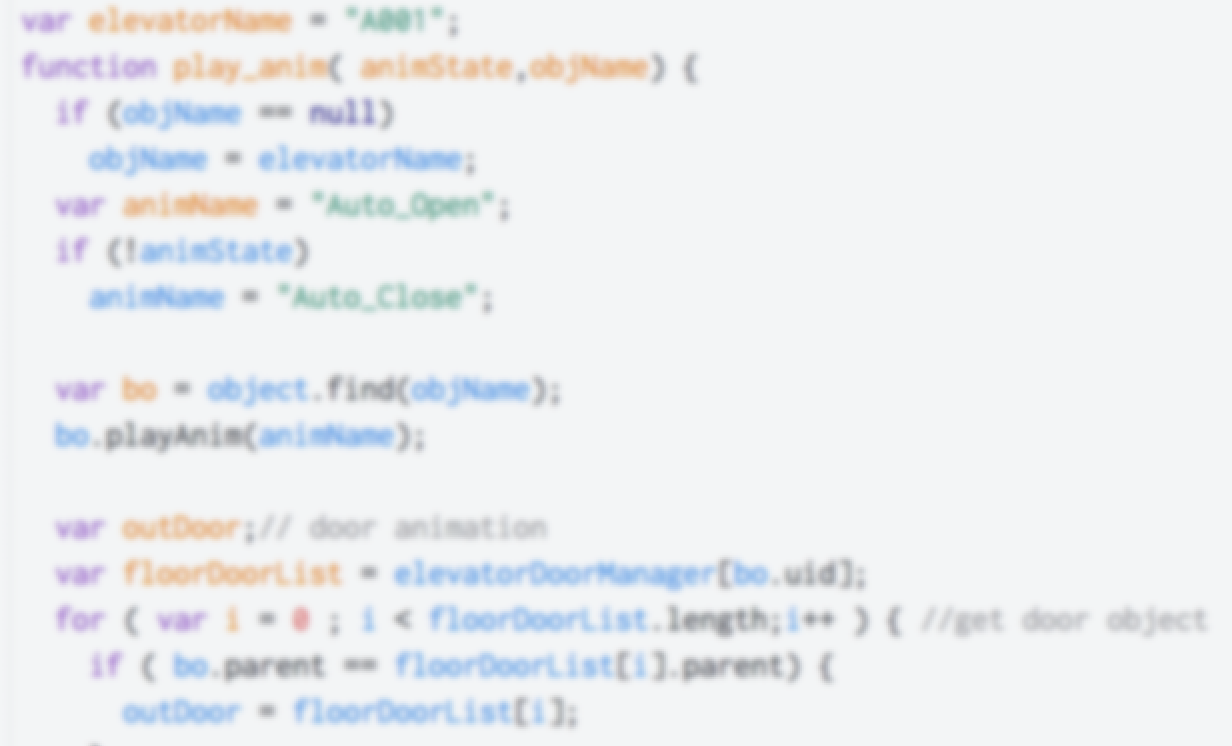 var elevatorName = "A001";
function play_anim( animState,objName) {
if (objName == null)
objName = elevatorName;
var animName = "Auto_Open";
if (!animState)
animName = "Auto_Close";
var bo = object.find(objName);
bo.playAnim(animName);
var outDoor;// door animation
var floorDoorList = elevatorDoorManager[bo.uid];
for ( var i = 0 ; i < floorDoorList.length;i++ ) { //get door object
if ( bo.parent == floorDoorList[i].parent) {
outDoor = floorDoorList[i];